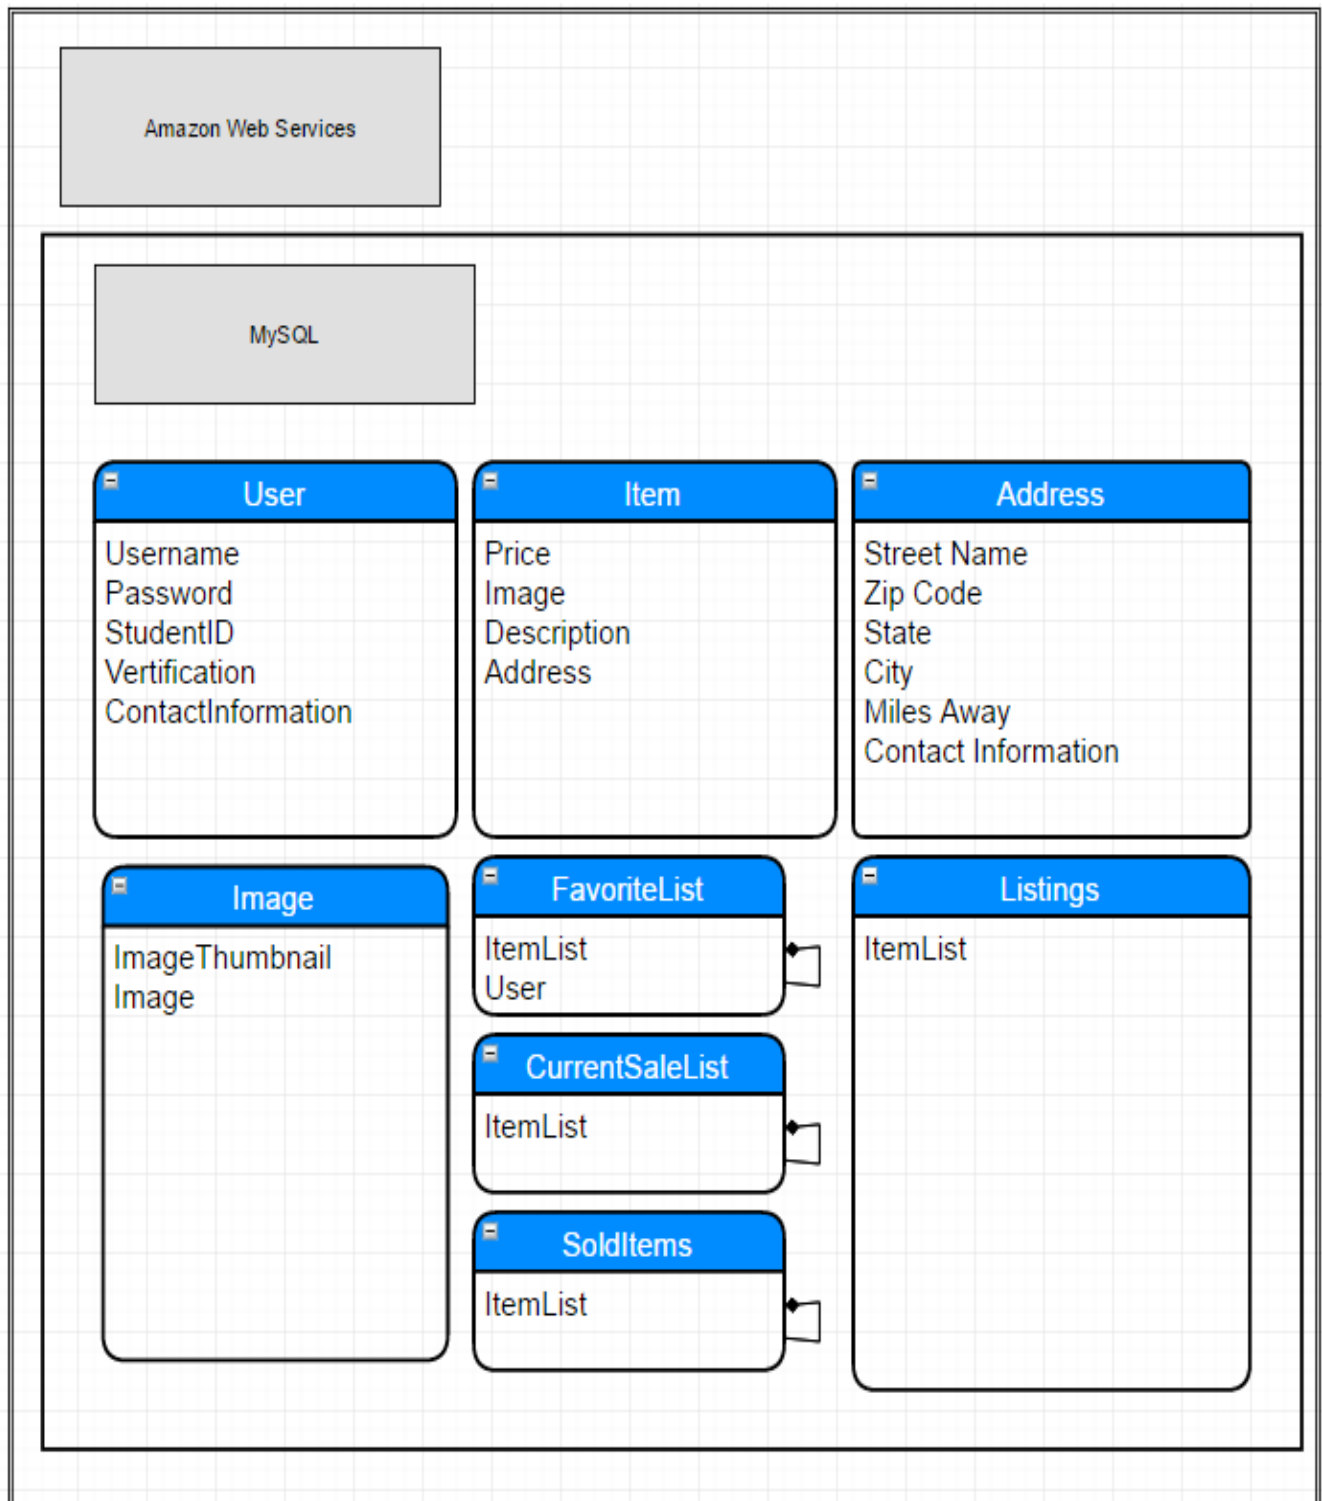 Amazon Web Services
MySQL
User
Username
Password
StudentID
Vertification
ContactInformation
Item
Price
Image
Description
Address
Address
Street Name
Zip Code
State
City
Miles Away
Contact Information
Image
ImageThumbnail
Image
FavoriteList
ItemList
User
CurrentSaleList
ItemList
SoldItems
ItemList
Listings
ItemList